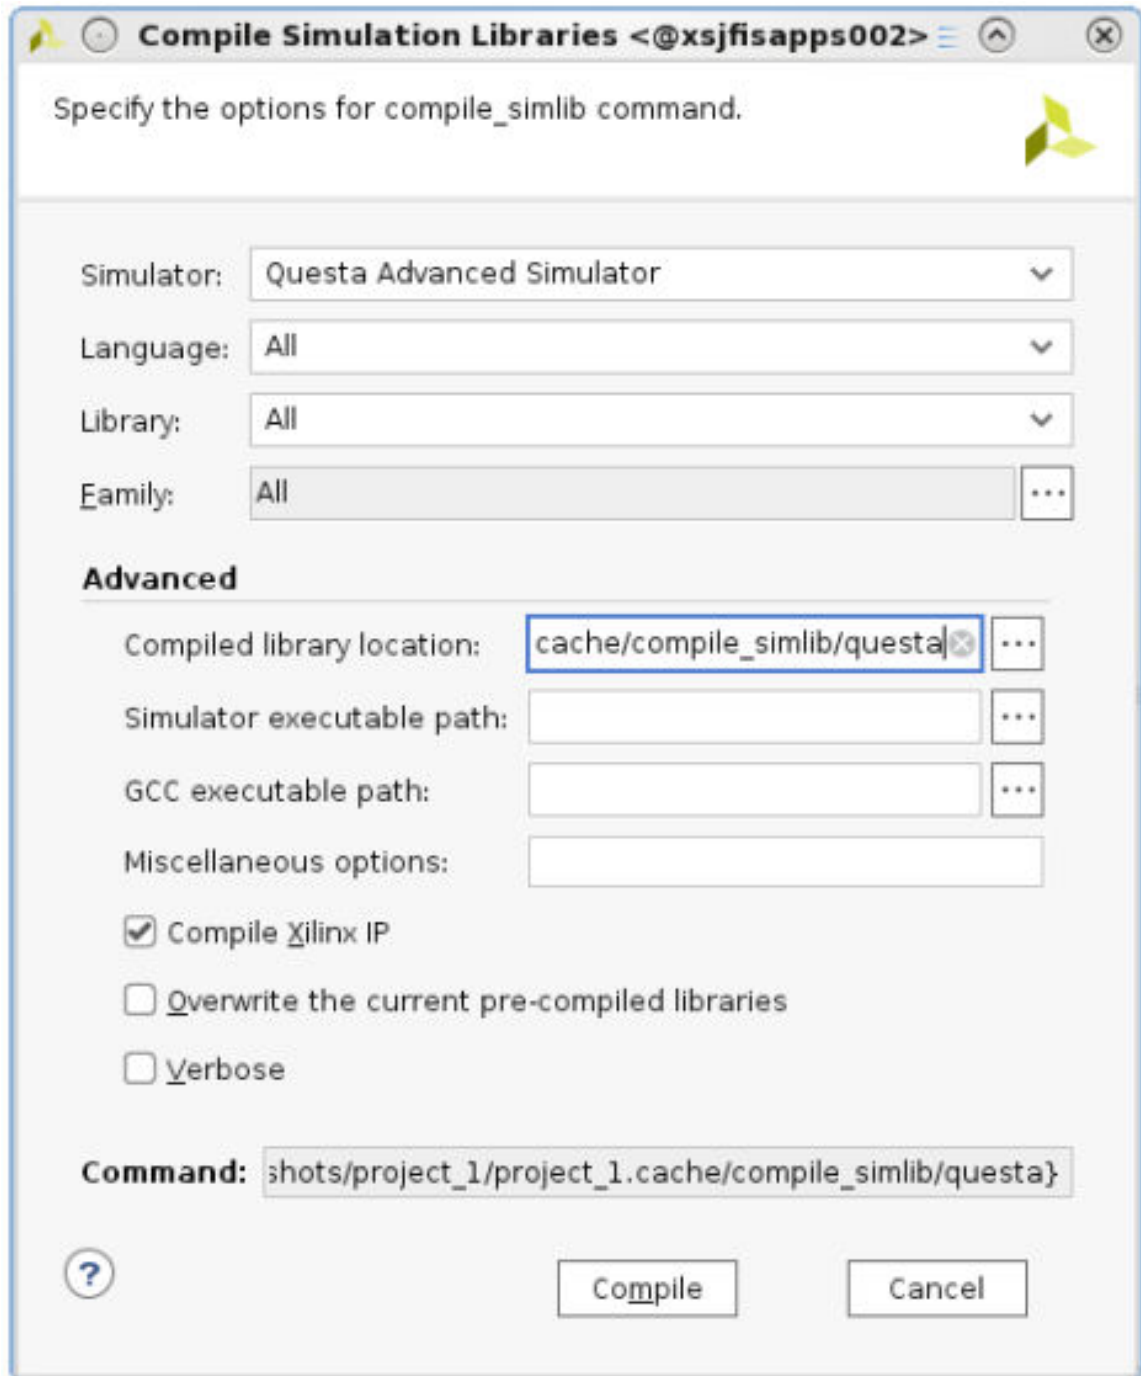 Compile Simulation Libraries <@xsjfisapps002>
Specify the options for compile_simlib command.
Simulator: Questa Advanced Simulator
Language: All
Library: All
Family: All ...
Advanced
Compiled library location: cache/compile_simlib/questa ...
Simulator executable path: ...
GCC executable path: ...
Miscellaneous options:
Compile Xilinx IP
Overwrite the current pre-compiled libraries
Verbose
Command: shots/project_1/project_1.cache/compile_simlib/questa}
? Compile Cancel